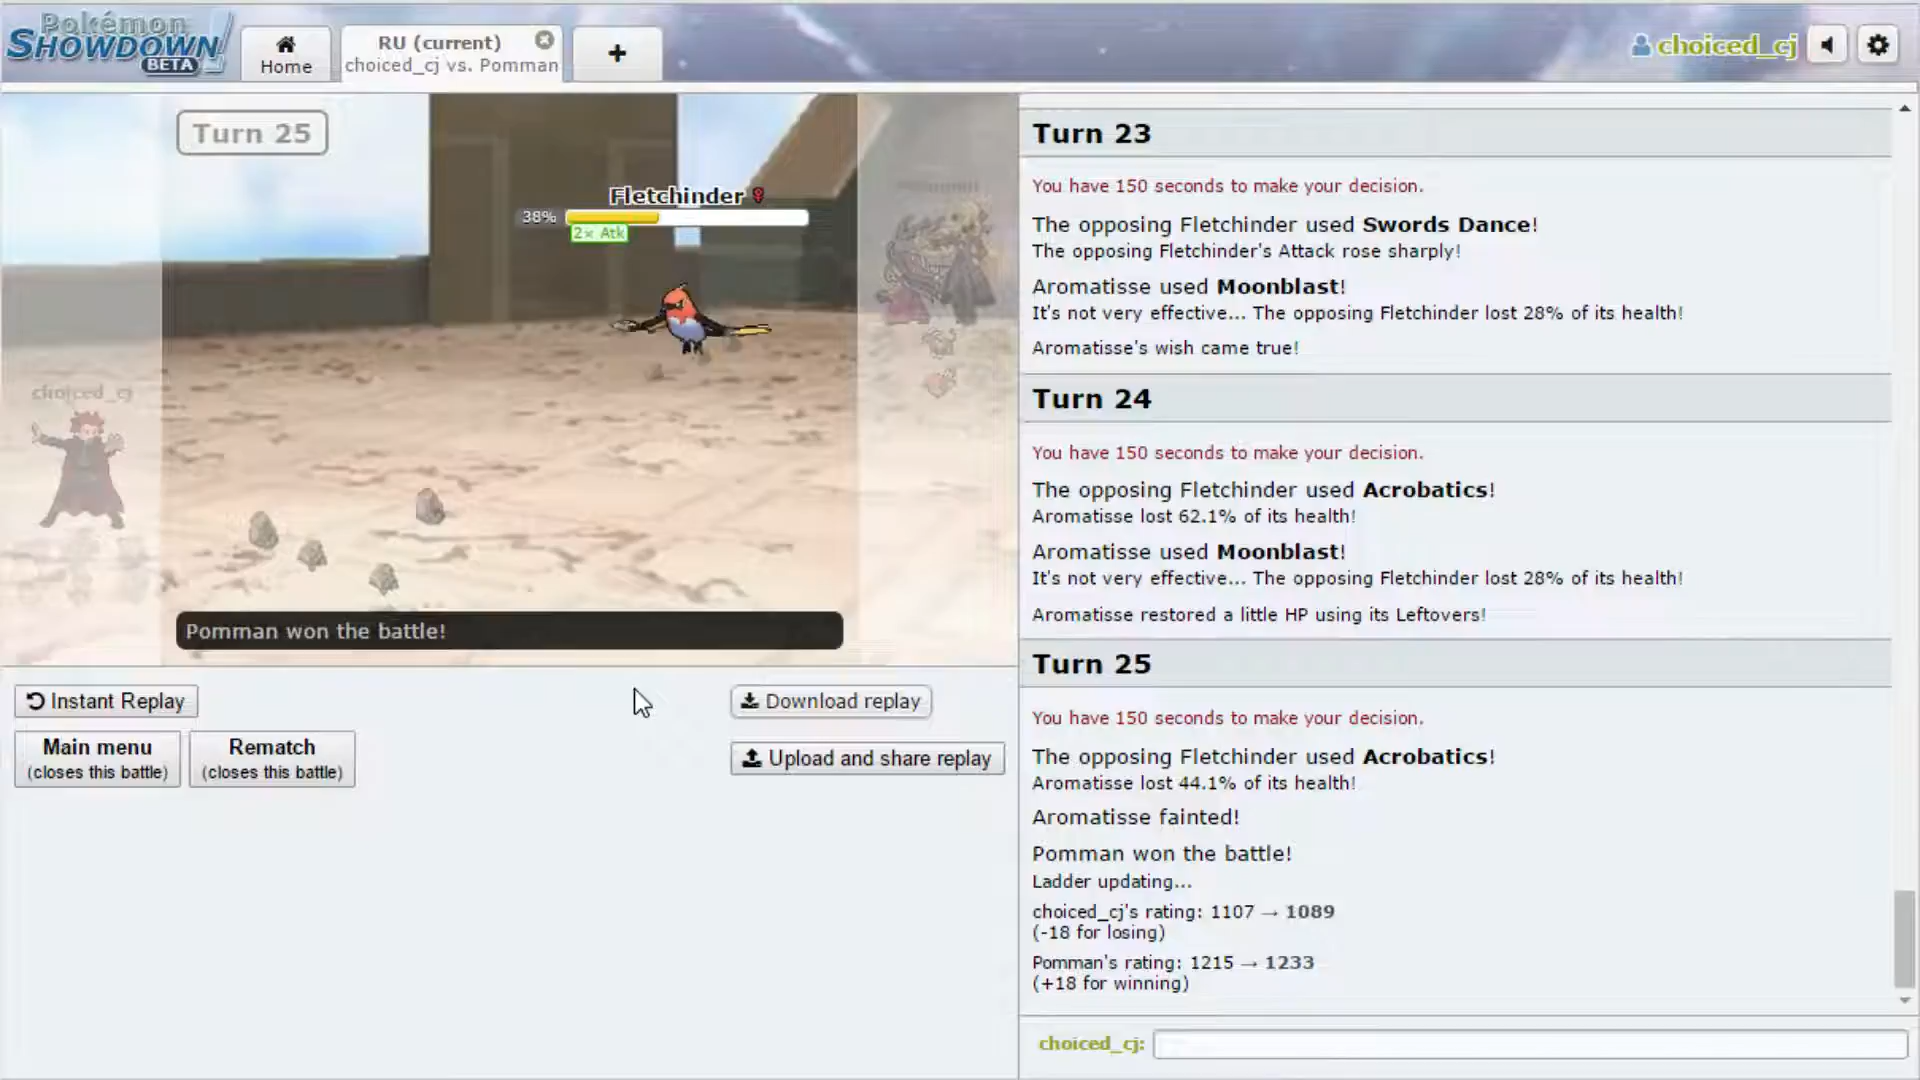 Pokémon
SHOWDOWN
BETA
Home
RU (current)
choiced_cj vs. Pomman
+
choiced_cj
Turn 25
Fletchinder
38%
2× Atk
choiced_cj
Pomman won the battle!
Instant Replay
Download replay
Main menu
(closes this battle)
Rematch
(closes this battle)
Upload and share replay
Turn 23
You have 150 seconds to make your decision.
The opposing Fletchinder used Swords Dance!
The opposing Fletchinder's Attack rose sharply!
Aromatisse used Moonblast!
It's not very effective... The opposing Fletchinder lost 28% of its health!
Aromatisse's wish came true!
Turn 24
You have 150 seconds to make your decision.
The opposing Fletchinder used Acrobatics!
Aromatisse lost 62.1% of its health!
Aromatisse used Moonblast!
It's not very effective... The opposing Fletchinder lost 28% of its health!
Aromatisse restored a little HP using its Leftovers!
Turn 25
You have 150 seconds to make your decision.
The opposing Fletchinder used Acrobatics!
Aromatisse lost 44.1% of its health!
Aromatisse fainted!
Pomman won the battle!
Ladder updating...
choiced_cj's rating: 1107 → 1089
(-18 for losing)
Pomman's rating: 1215 → 1233
(+18 for winning)
choiced_cj: